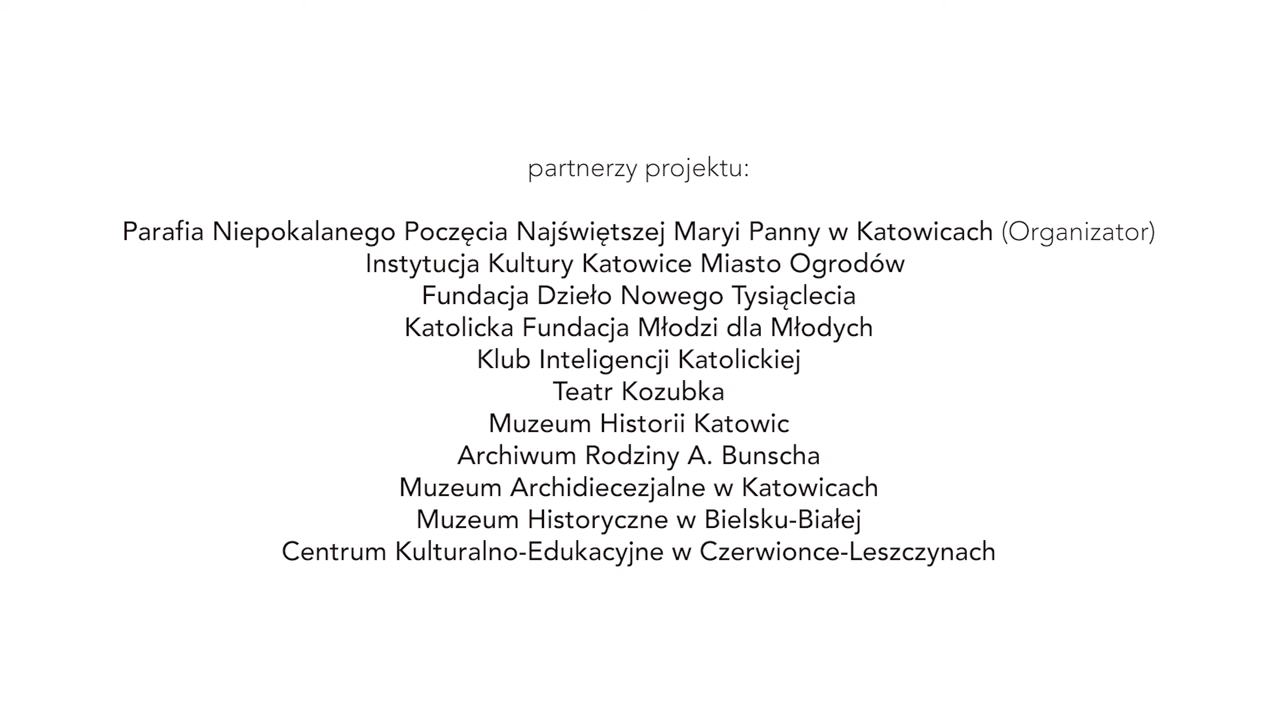 partnerzy projektu:
Parafia Niepokalanego Poczęcia Najświętszej Maryi Panny w Katowicach (Organizator)
Instytucja Kultury Katowice Miasto Ogrodów
Fundacja Dzieło Nowego Tysiąclecia
Katolicka Fundacja Młodzi dla Młodych
Klub Inteligencji Katolickiej
Teatr Kozubka
Muzeum Historii Katowic
Archiwum Rodziny A. Bunscha
Muzeum Archidiecezjalne w Katowicach
Muzeum Historyczne w Bielsku-Białej
Centrum Kulturalno-Edukacyjne w Czerwionce-Leszczynach